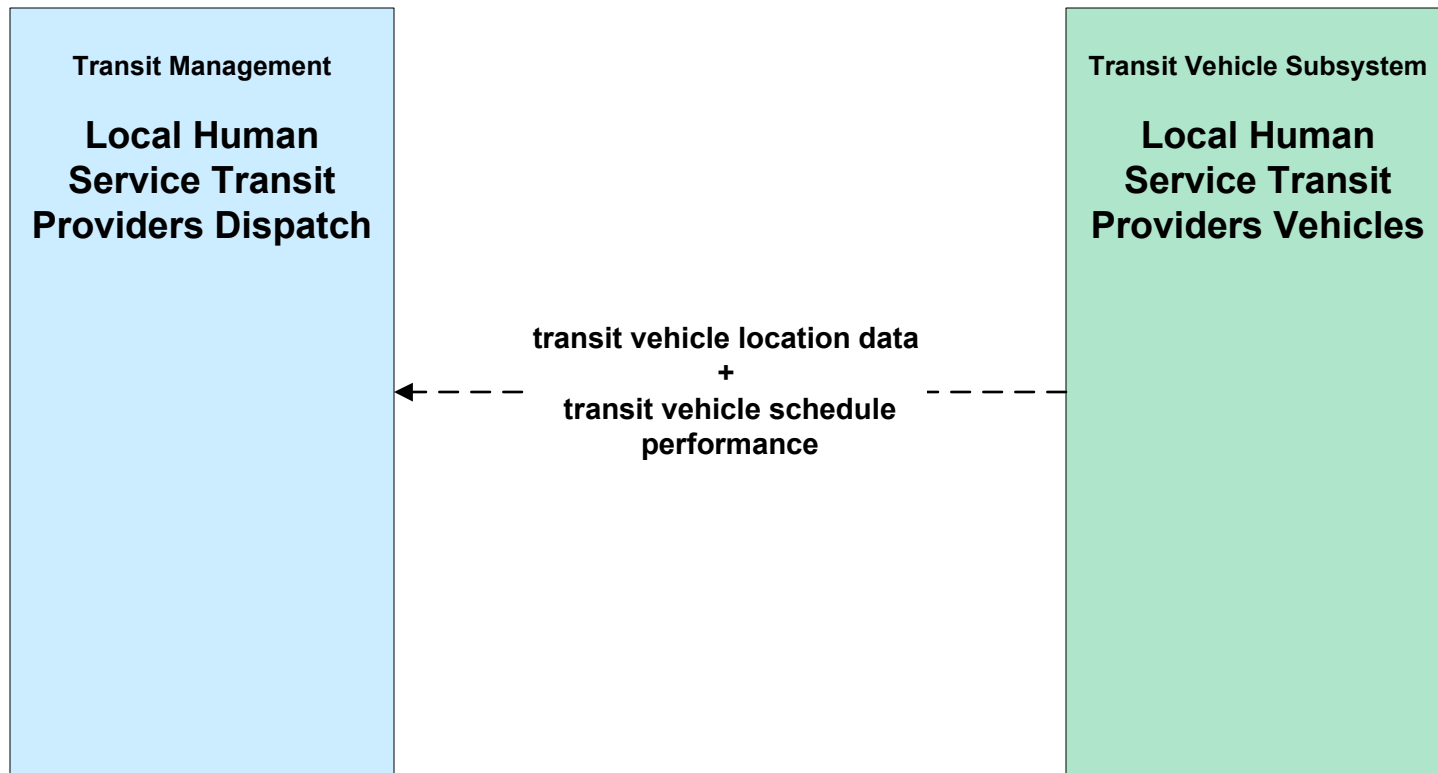 Transit Management
Local Human
Service Transit
Providers Dispatch
transit vehicle location data
+
transit vehicle schedule
performance
Transit Vehicle Subsystem
Local Human
Service Transit
Providers Vehicles